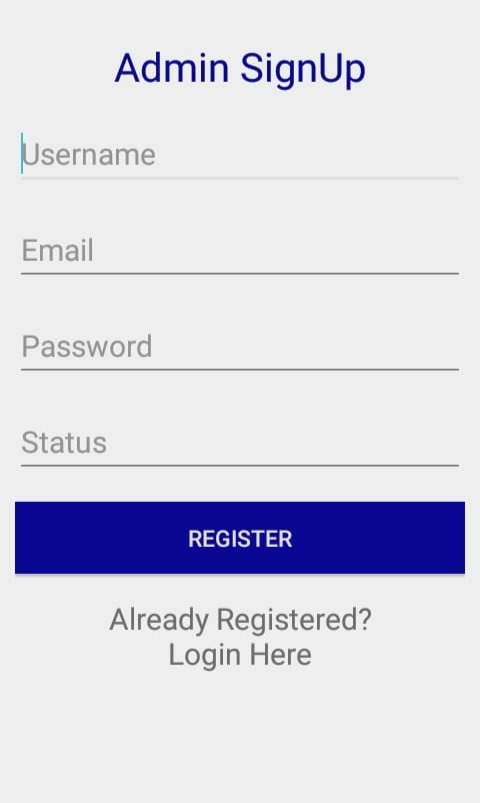 Admin SignUp
Username
Email
Password
Status
REGISTER
Already Registered?
Login Here